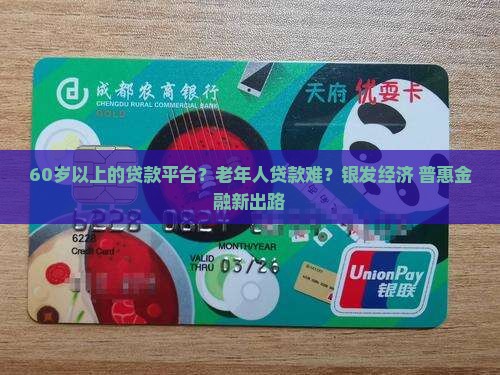 成都农商银行
CHENGDU RURAL COMMERCIAL BANK
GOLD
天府 优耍卡
60岁以上的贷款平台？老年人贷款难？银发经济 普惠金
融新出路
6228
Credit Card
MONTH/YEAR
VALID
THRU 03/26
UnionPay
银联